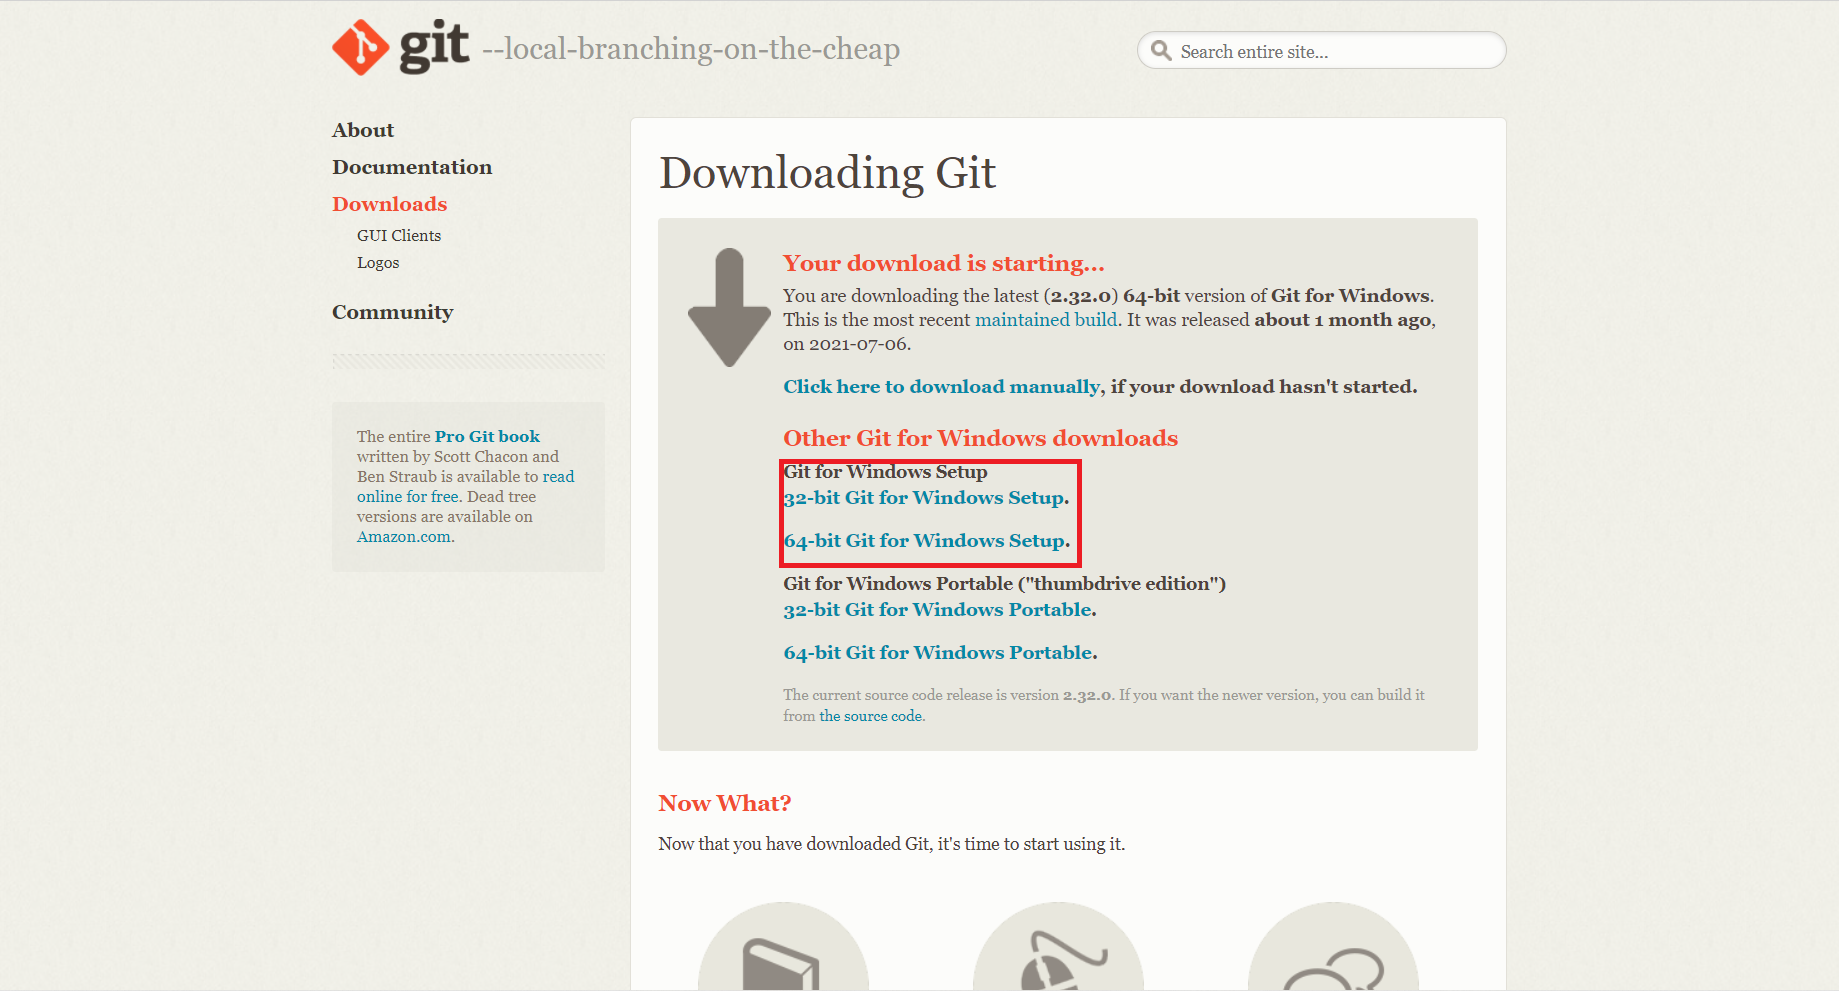 git --local-branching-on-the-cheap
Search entire site...
About
Documentation
Downloads
GUI Clients
Logos
Community
The entire Pro Git book
written by Scott Chacon and
Ben Straub is available to read
online for free. Dead tree
versions are available on
Amazon.com.
Downloading Git
Your download is starting...
You are downloading the latest (2.32.0) 64-bit version of Git for Windows.
This is the most recent maintained build. It was released about 1 month ago,
on 2021-07-06.
Click here to download manually, if your download hasn't started.
Other Git for Windows downloads
Git for Windows Setup
32-bit Git for Windows Setup.
64-bit Git for Windows Setup.
Git for Windows Portable ("thumbdrive edition")
32-bit Git for Windows Portable.
64-bit Git for Windows Portable.
The current source code release is version 2.32.0. If you want the newer version, you can build it
from the source code.
Now What?
Now that you have downloaded Git, it's time to start using it.